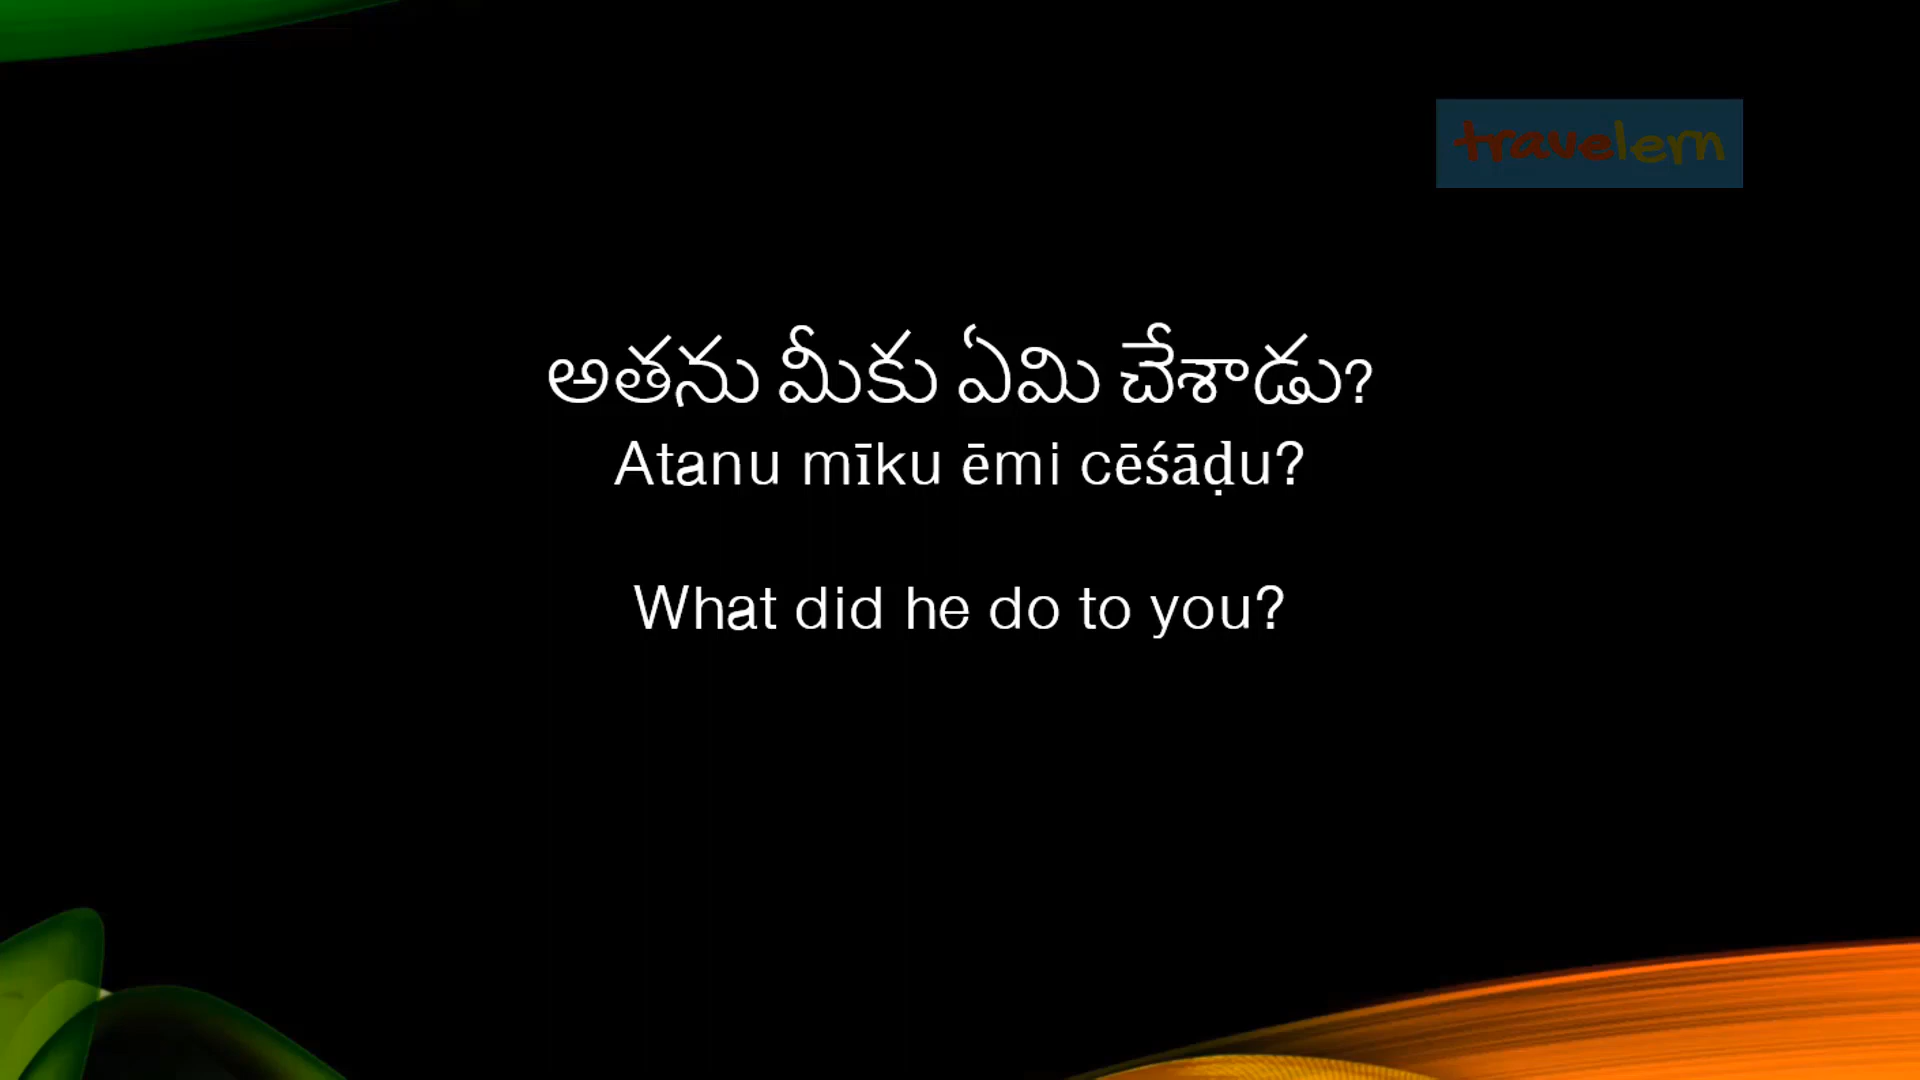 travelern
అతను మీకు ఏమి చేశాడు?
Atanu mīku ēmi cēśāḍu?
What did he do to you?